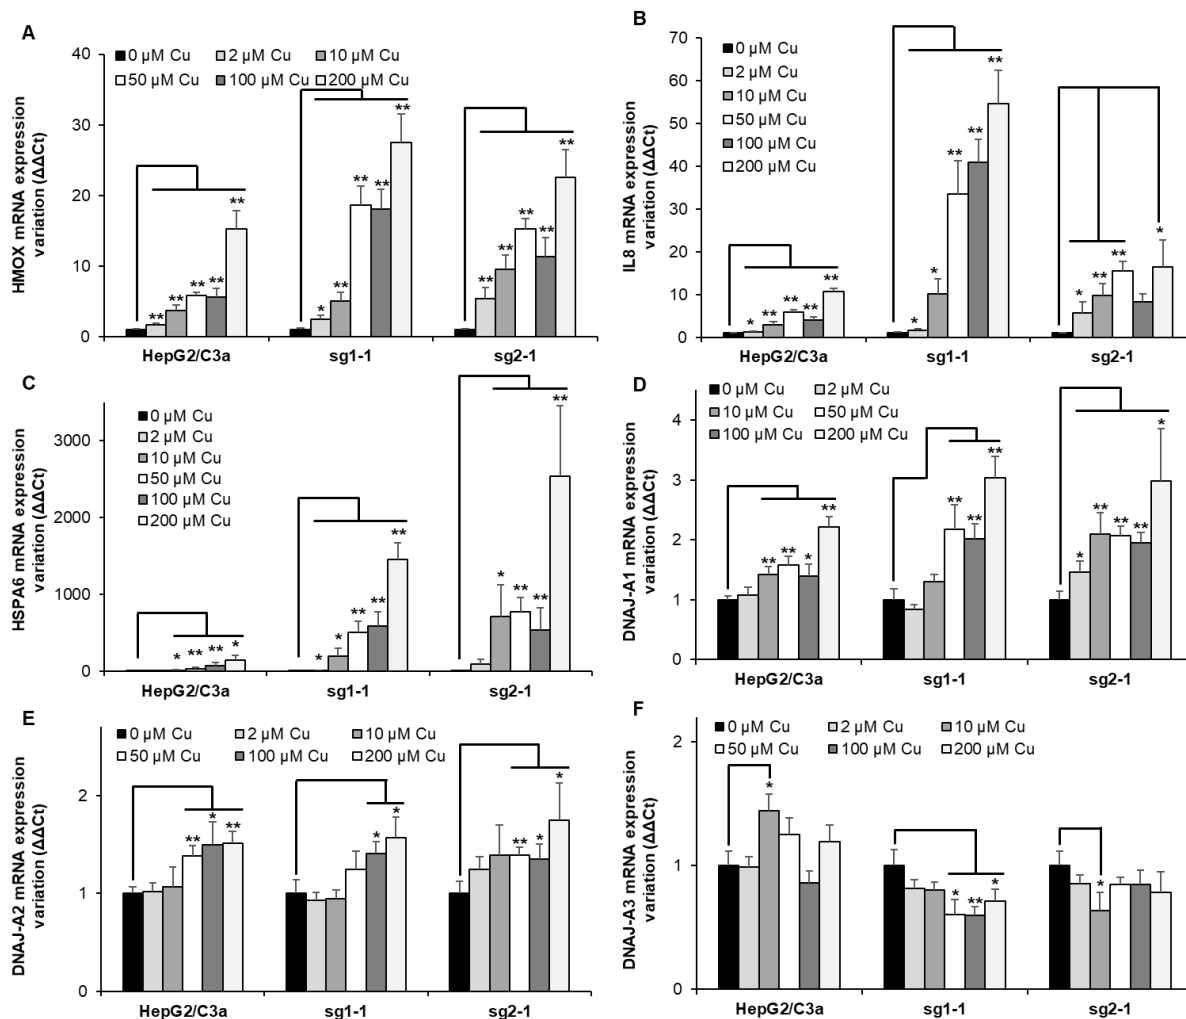 A
HMOX mRNA expression
variation (ΔΔCt)
40
30
20
10
0
0 µM Cu 2 µM Cu 10 µM Cu
50 µM Cu 100 µM Cu 200 µM Cu
** ** ** ** **
* ** ** ** **
** ** ** ** **
HepG2/C3a sg1-1 sg2-1
B
IL8 mRNA expression
variation (ΔΔCt)
70
60
50
40
30
20
10
0
0 µM Cu
2 µM Cu
10 µM Cu
50 µM Cu
100 µM Cu
200 µM Cu
* ** ** ** **
* * ** ** **
* ** ** *
HepG2/C3a sg1-1 sg2-1
C
HSPA6 mRNA expression
variation (ΔΔCt)
3000
2000
1000
0
0 µM Cu
2 µM Cu
10 µM Cu
50 µM Cu
100 µM Cu
200 µM Cu
* ** ** *
* * ** ** **
* ** ** **
HepG2/C3a sg1-1 sg2-1
D
DNAJ-A1 mRNA expression
variation (ΔΔCt)
4
3
2
1
0
0 µM Cu 2 µM Cu
10 µM Cu 50 µM Cu
100 µM Cu 200 µM Cu
** ** * **
** ** **
* ** ** ** *
HepG2/C3a sg1-1 sg2-1
E
DNAJ-A2 mRNA expression
variation (ΔΔCt)
2
1
0
0 µM Cu 2 µM Cu 10 µM Cu
50 µM Cu 100 µM Cu 200 µM Cu
** * **
* *
** * *
HepG2/C3a sg1-1 sg2-1
F
DNAJ-A3 mRNA expression
variation (ΔΔCt)
2
1
0
0 µM Cu 2 µM Cu 10 µM Cu
50 µM Cu 100 µM Cu 200 µM Cu
*
* ** *
*
HepG2/C3a sg1-1 sg2-1